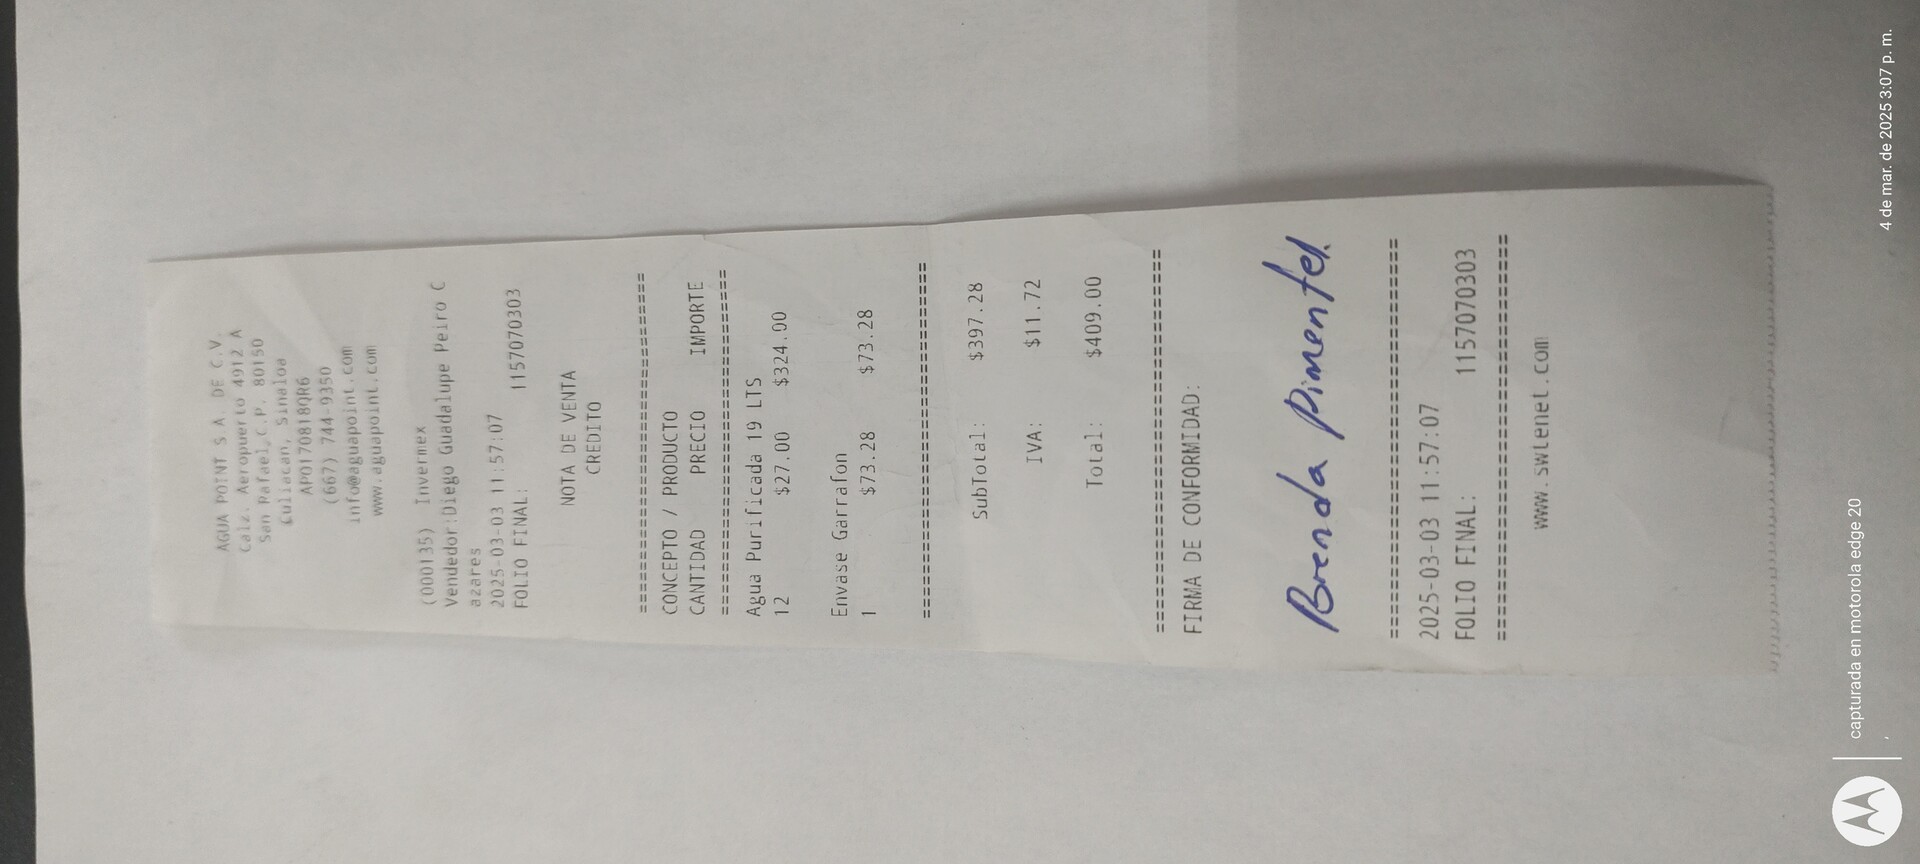 AGUA POINT S.A. DE C.V.
Calz. Aeropuerto 4912 A
San Rafael,C.P. 80150
Culiacan, Sinaloa
APO170818QR6
(667) 744-9350
info@aguapoint.com
www.aguapoint.com
(000135) Invermex
Vendedor:Diego Guadalupe Peiro C
azares
2025-03-03 11:57:07
FOLIO FINAL: 1157070303
NOTA DE VENTA
CREDITO
================================
CONCEPTO / PRODUCTO
CANTIDAD PRECIO IMPORTE
================================
Agua Purificada 19 LTS
12 $27.00 $324.00
Envase Garrafon
1 $73.28 $73.28
================================
SubTotal: $397.28
IVA: $11.72
Total: $409.00
================================
FIRMA DE CONFORMIDAD:
Brenda Pimentel.
================================
2025-03-03 11:57:07
FOLIO FINAL: 1157070303
================================
www.swtenet.com
capturada en motorola edge 20
4 de mar. de 2025 3:07 p. m.